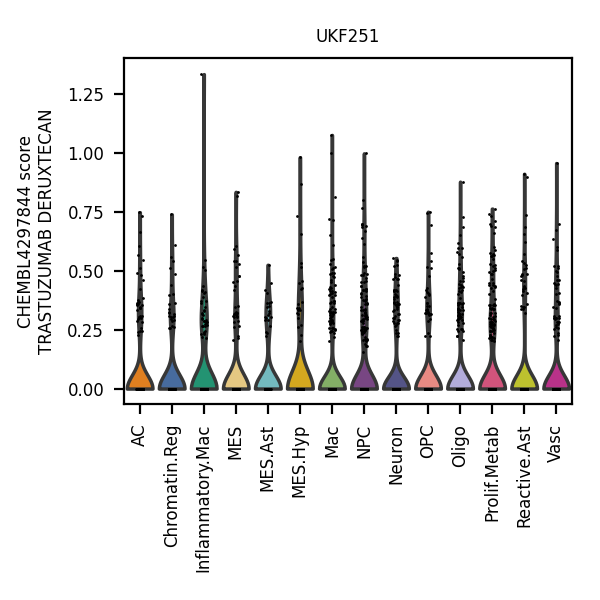 UKF251
CHEMBL4297844 score
TRASTUZUMAB DERUXTECAN
1.25
1.00
0.75
0.50
0.25
0.00
AC
Chromatin.Reg
Inflammatory.Mac
MES
MES.Ast
MES.Hyp
Mac
NPC
Neuron
OPC
Oligo
Prolif.Metab
Reactive.Ast
Vasc